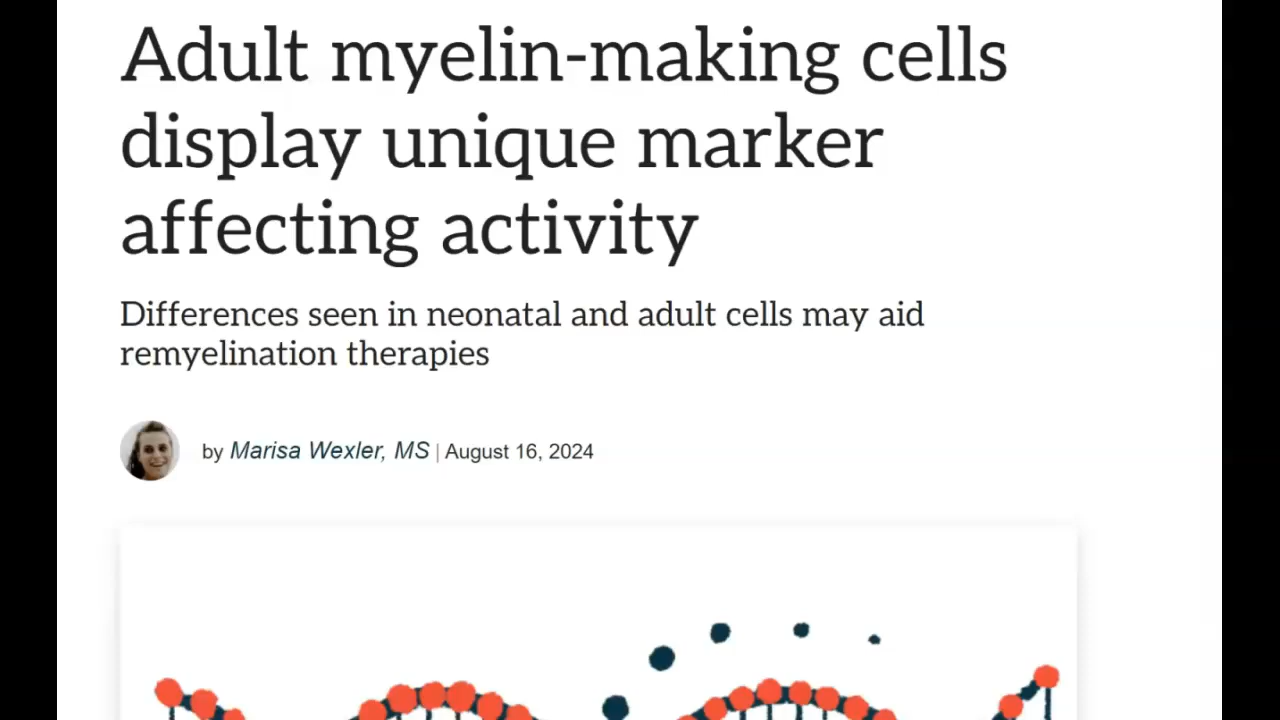 Adult myelin-making cells
display unique marker
affecting activity
Differences seen in neonatal and adult cells may aid
remyelination therapies
by Marisa Wexler, MS | August 16, 2024